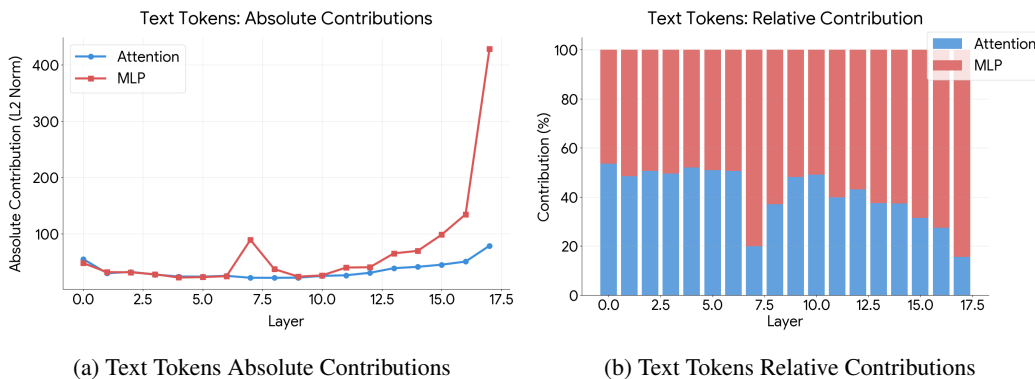 Text Tokens: Absolute Contributions
Attention
MLP
Absolute Contribution (L2 Norm)
400
300
200
100
0.0 2.5 5.0 7.5 10.0 12.5 15.0 17.5
Layer
(a) Text Tokens Absolute Contributions
Text Tokens: Relative Contribution
Attention
MLP
Contribution (%)
100
80
60
40
20
0
0.0 2.5 5.0 7.5 10.0 12.5 15.0 17.5
Layer
(b) Text Tokens Relative Contributions